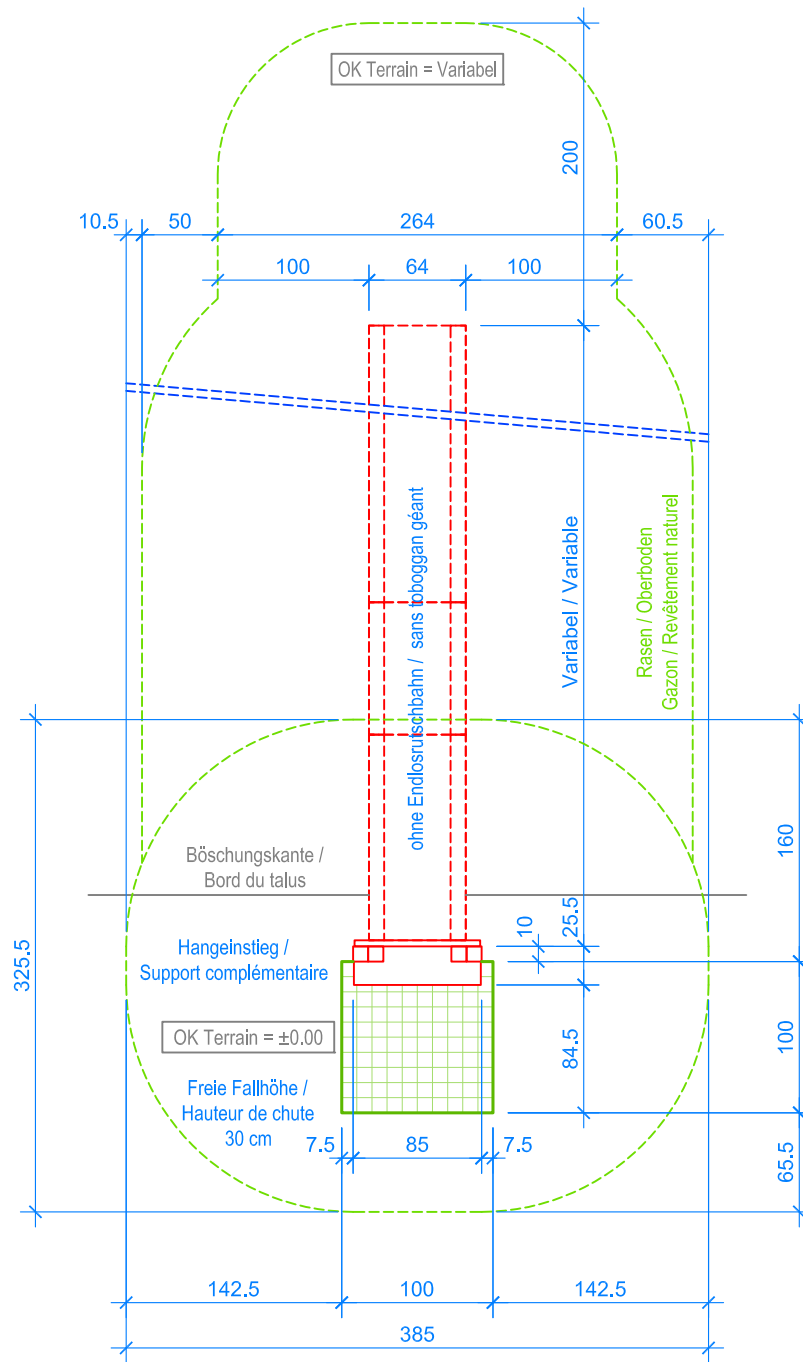 OK Terrain = Variabel
200
10.5
50
264
60.5
100
64
100
ohne Endlosrutschbahn / sans toboggan géant
Variabel / Variable
Rasen / Oberboden
Gazon / Revêtement naturel
Böschungskante /
Bord du talus
160
25.5
10
Hangeinstieg /
Support complémentaire
325.5
OK Terrain = ±0.00
84.5
100
Freie Fallhöhe /
Hauteur de chute
30 cm
7.5
85
7.5
65.5
142.5
100
142.5
385